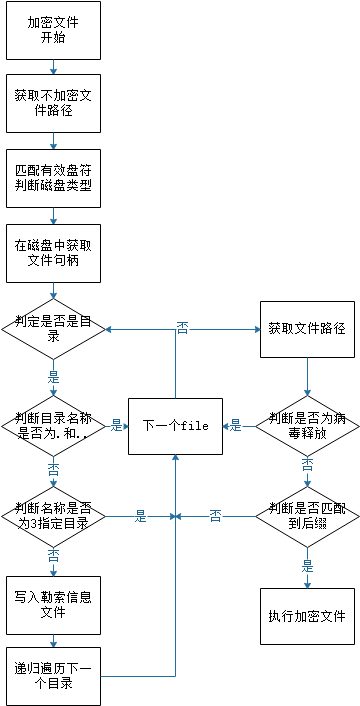 加密文件
开始
获取不加密文
件路径
匹配有效盘符
判断磁盘类型
在磁盘中获取
文件句柄
判定是否是目
录
否
获取文件路径
是
判断目录名称
是否为.和..
是
下一个file
是
判断是否为病
毒释放
否
否
判断名称是否
为3指定目录
是
否
判断是否匹配
到后缀
否
是
写入勒索信息
文件
执行加密文件
递归遍历下一
个目录